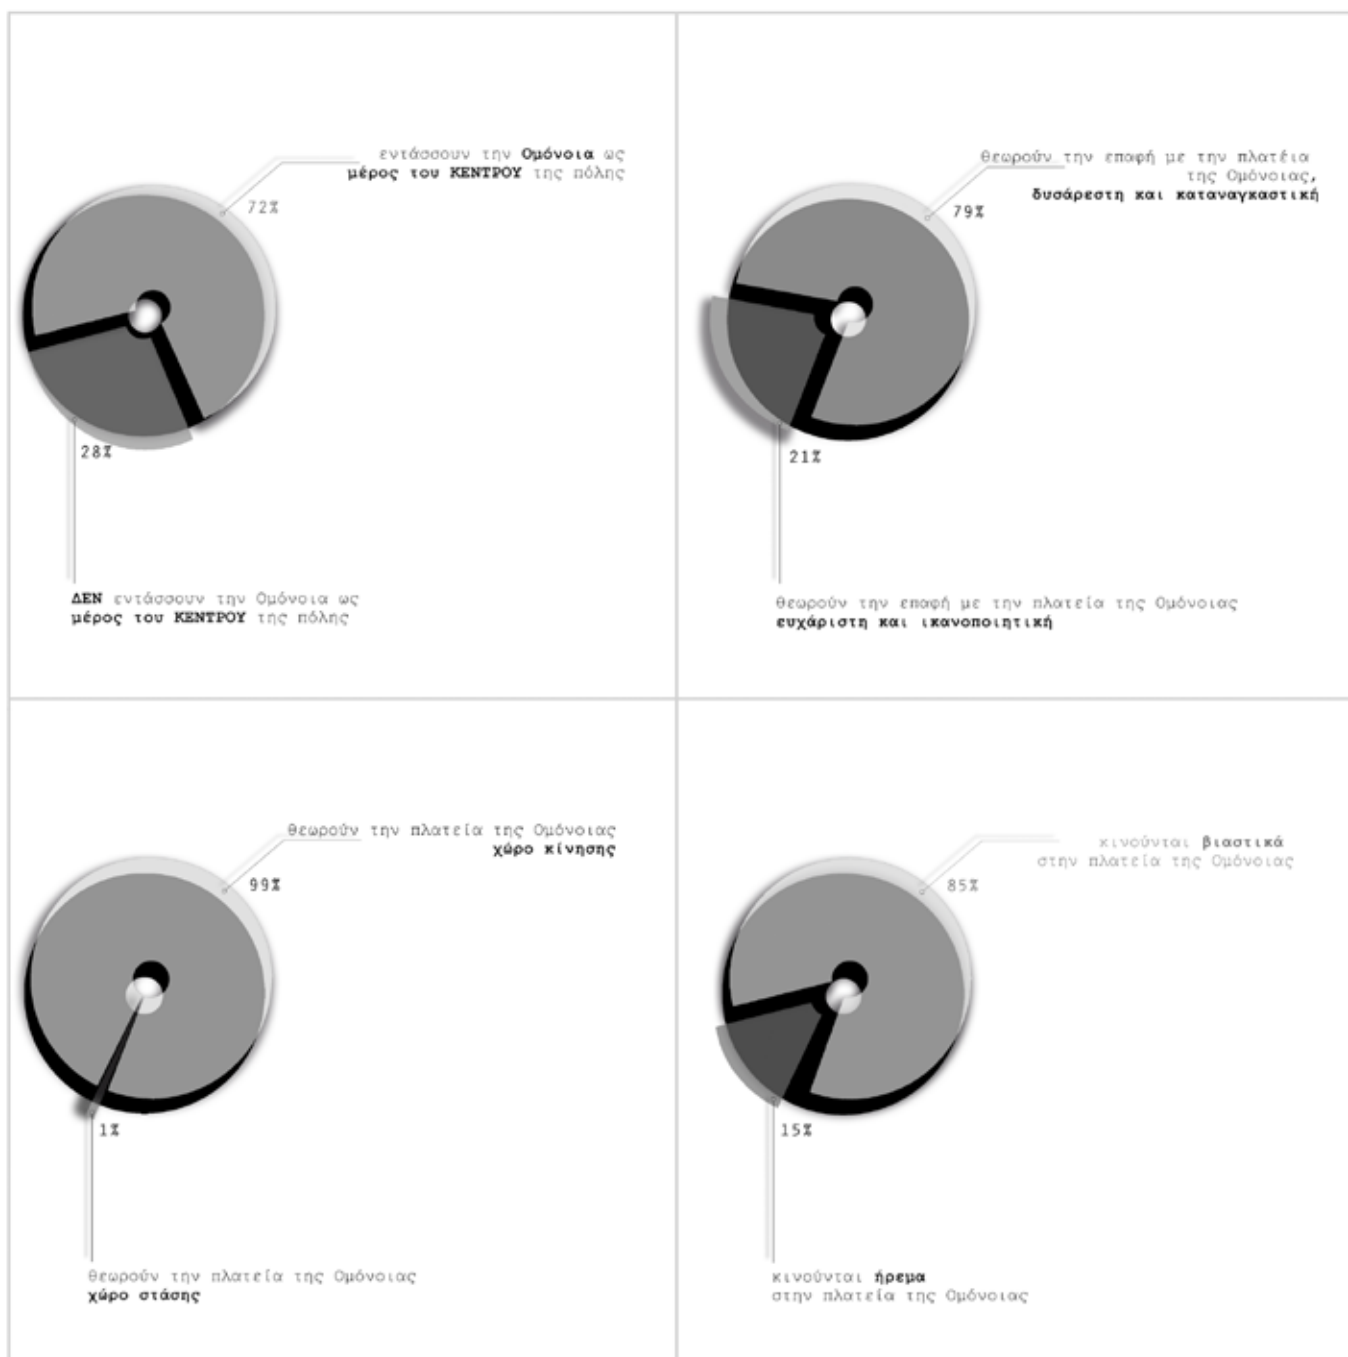 εντάσσουν την Ομόνοια ως
μέρος του ΚΕΝΤΡΟΥ της πόλης
72%
28%
ΔΕΝ εντάσσουν την Ομόνοια ως
μέρος του ΚΕΝΤΡΟΥ της πόλης
θεωρούν την επαφή με την πλατέια
της Ομόνοιας,
δυσάρεστη και καταναγκαστική
79%
21%
θεωρούν την επαφή με την πλατεία της Ομόνοιας
ευχάριστη και ικανοποιητική
θεωρούν την πλατεία της Ομόνοιας
χώρο κίνησης
99%
1%
θεωρούν την πλατεία της Ομόνοιας
χώρο στάσης
κινούνται βιαστικά
στην πλατεία της Ομόνοιας
85%
15%
κινούνται ήρεμα
στην πλατεία της Ομόνοιας